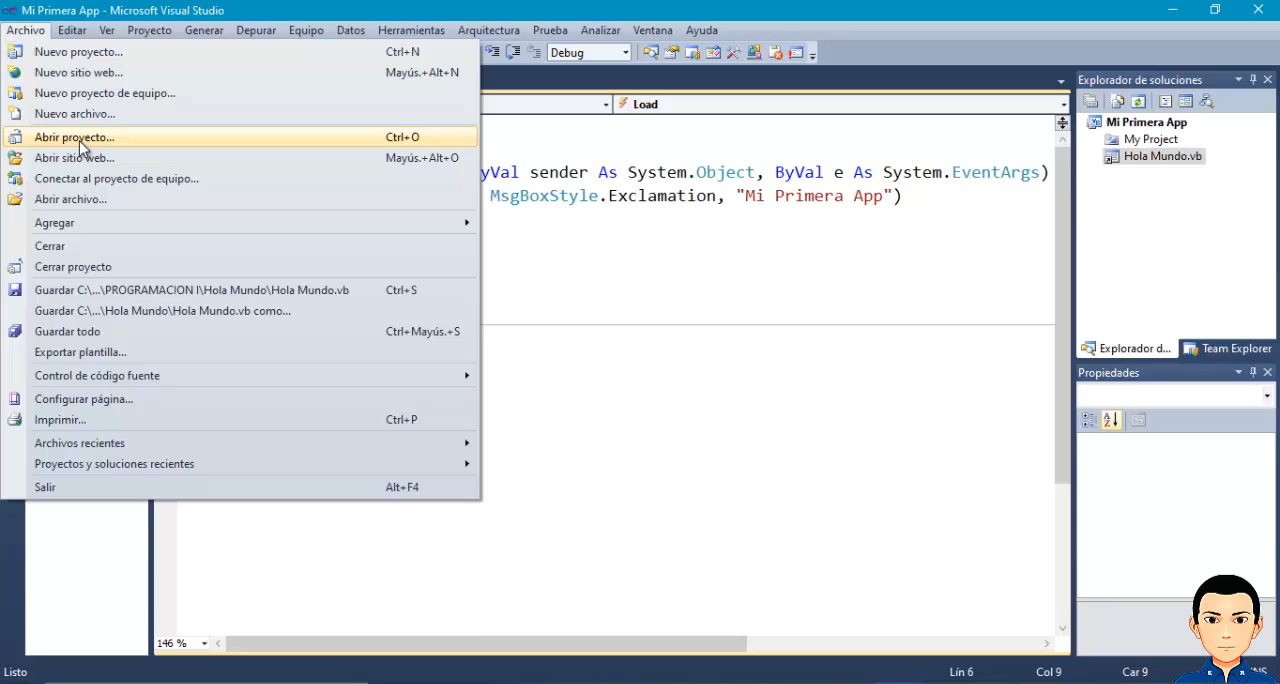 Mi Primera App - Microsoft Visual Studio
Archivo Editar Ver Proyecto Generar Depurar Equipo Datos Herramientas Arquitectura Prueba Analizar Ventana Ayuda
Debug
Nuevo proyecto... Ctrl+N
Nuevo sitio web... Mayús.+Alt+N
Nuevo proyecto de equipo...
Nuevo archivo...
Abrir proyecto... Ctrl+O
Abrir sitio web... Mayús.+Alt+O
Conectar al proyecto de equipo...
Abrir archivo...
Agregar
Cerrar
Cerrar proyecto
Guardar C:\...\PROGRAMACION I\Hola Mundo\Hola Mundo.vb Ctrl+S
Guardar C:\...\Hola Mundo\Hola Mundo.vb como...
Guardar todo Ctrl+Mayús.+S
Exportar plantilla...
Control de código fuente
Configurar página...
Imprimir... Ctrl+P
Archivos recientes
Proyectos y soluciones recientes
Salir Alt+F4
Load
yVal sender As System.Object, ByVal e As System.EventArgs)
MsgBoxStyle.Exclamation, "Mi Primera App")
146 %
Explorador de soluciones
Mi Primera App
My Project
Hola Mundo.vb
Explorador d... Team Explorer
Propiedades
Listo Lín 6 Col 9 Car 9